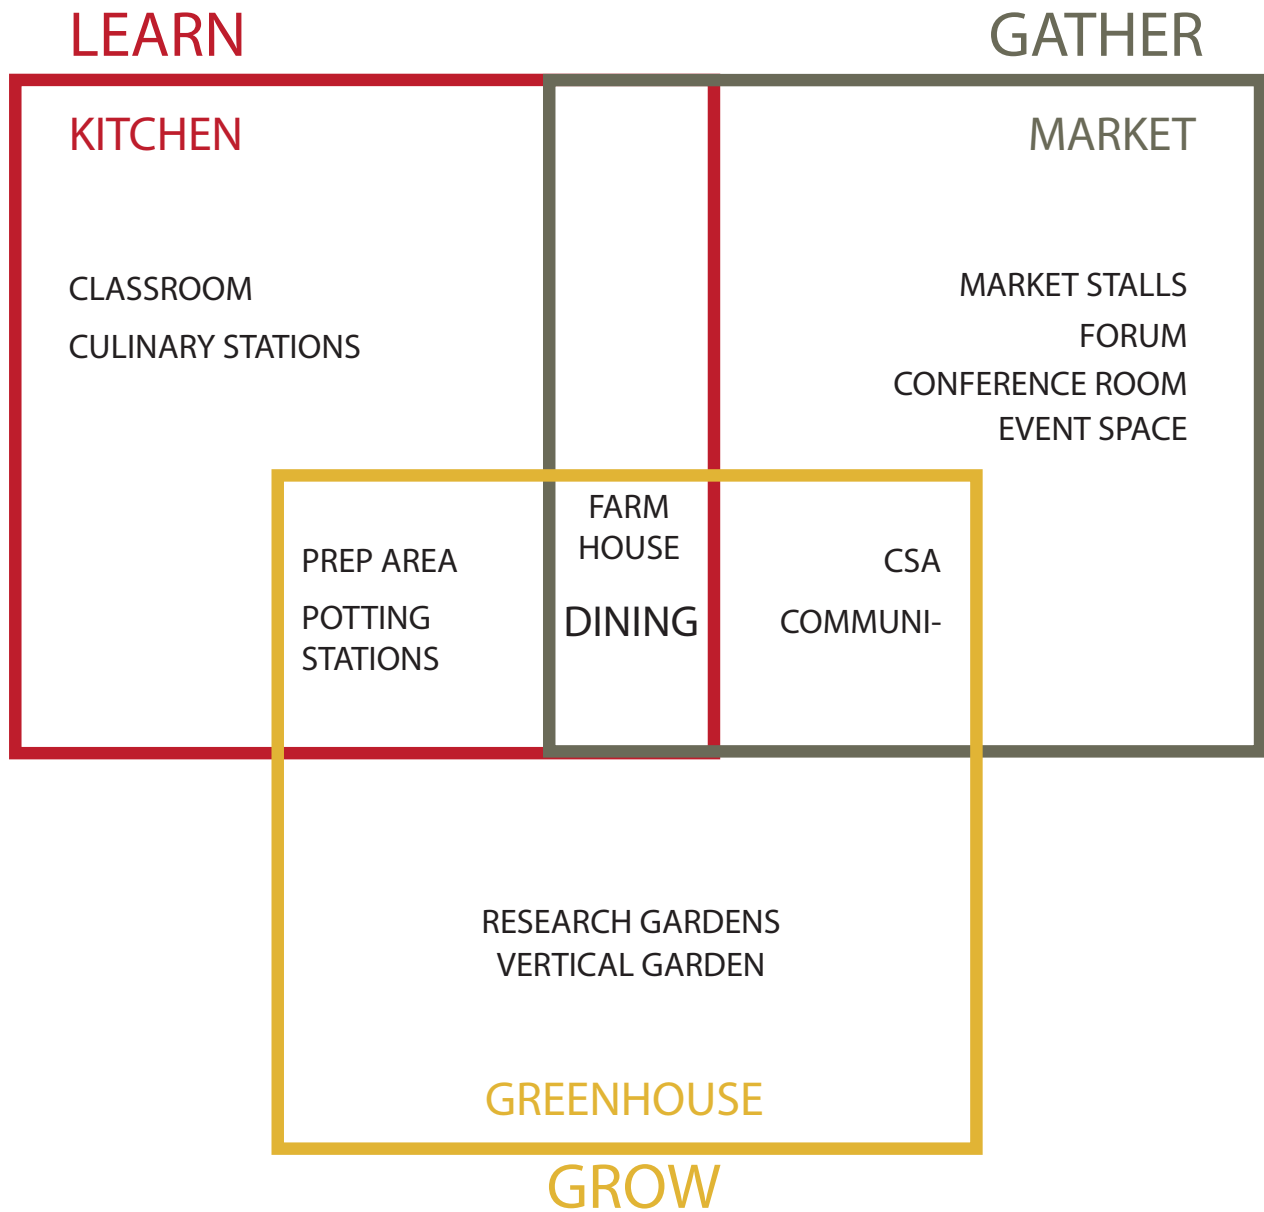 LEARN
GATHER
KITCHEN
MARKET
CLASSROOM
CULINARY STATIONS
MARKET STALLS
FORUM
CONFERENCE ROOM
EVENT SPACE
PREP AREA
POTTING
STATIONS
FARM
HOUSE
DINING
CSA
COMMUNI-
RESEARCH GARDENS
VERTICAL GARDEN
GREENHOUSE
GROW